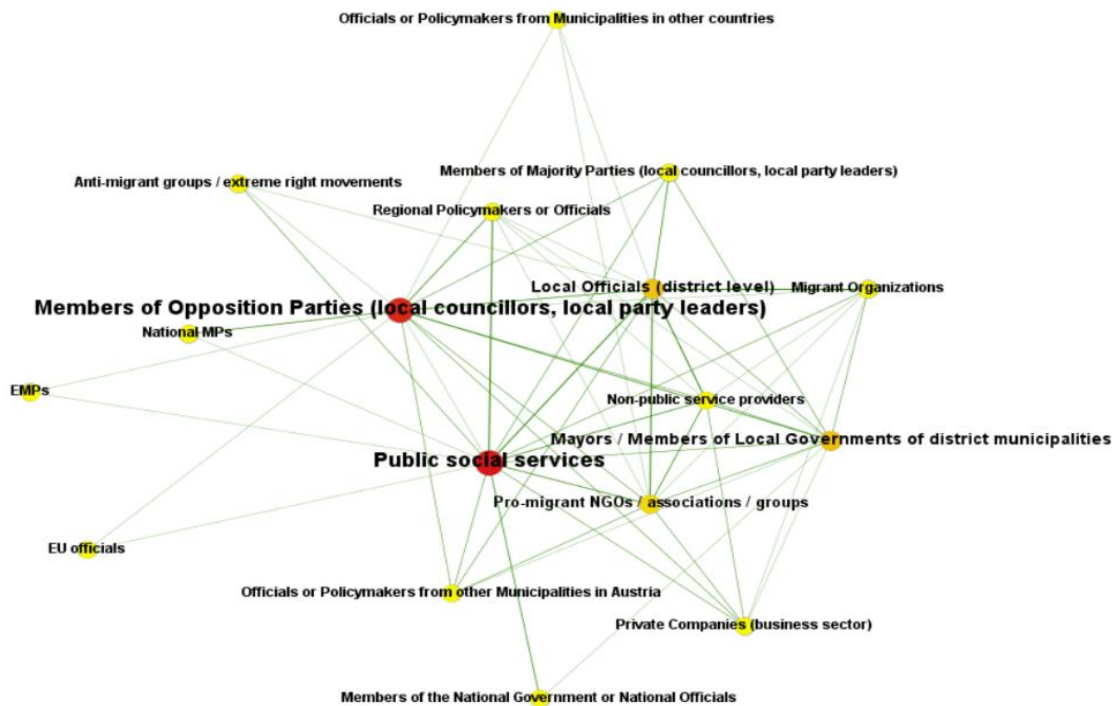 Officials or Policymakers from Municipalities in other countries
Members of Majority Parties (local councillors, local party leaders)
Anti-migrant groups / extreme right movements
Regional Policymakers or Officials
Local Officials (district level)
Migrant Organizations
Members of Opposition Parties (local councillors, local party leaders)
National MPs
EMPs
Non-public service providers
Mayors / Members of Local Governments of district municipalities
Public social services
Pro-migrant NGOs / associations / groups
EU officials
Officials or Policymakers from other Municipalities in Austria
Private Companies (business sector)
Members of the National Government or National Officials